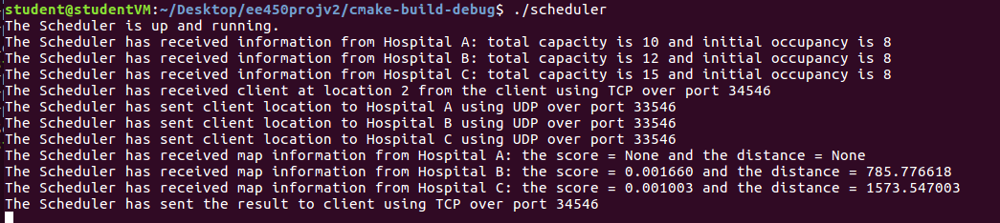 student@studentVM:~/Desktop/ee450projv2/cmake-build-debug$ ./scheduler
The Scheduler is up and running.
The Scheduler has received information from Hospital A: total capacity is 10 and initial occupancy is 8
The Scheduler has received information from Hospital B: total capacity is 12 and initial occupancy is 8
The Scheduler has received information from Hospital C: total capacity is 15 and initial occupancy is 8
The Scheduler has received client at location 2 from the client using TCP over port 34546
The Scheduler has sent client location to Hospital A using UDP over port 33546
The Scheduler has sent client location to Hospital B using UDP over port 33546
The Scheduler has sent client location to Hospital C using UDP over port 33546
The Scheduler has received map information from Hospital A: the score = None and the distance = None
The Scheduler has received map information from Hospital B: the score = 0.001660 and the distance = 785.776618
The Scheduler has received map information from Hospital C: the score = 0.001003 and the distance = 1573.547003
The Scheduler has sent the result to client using TCP over port 34546